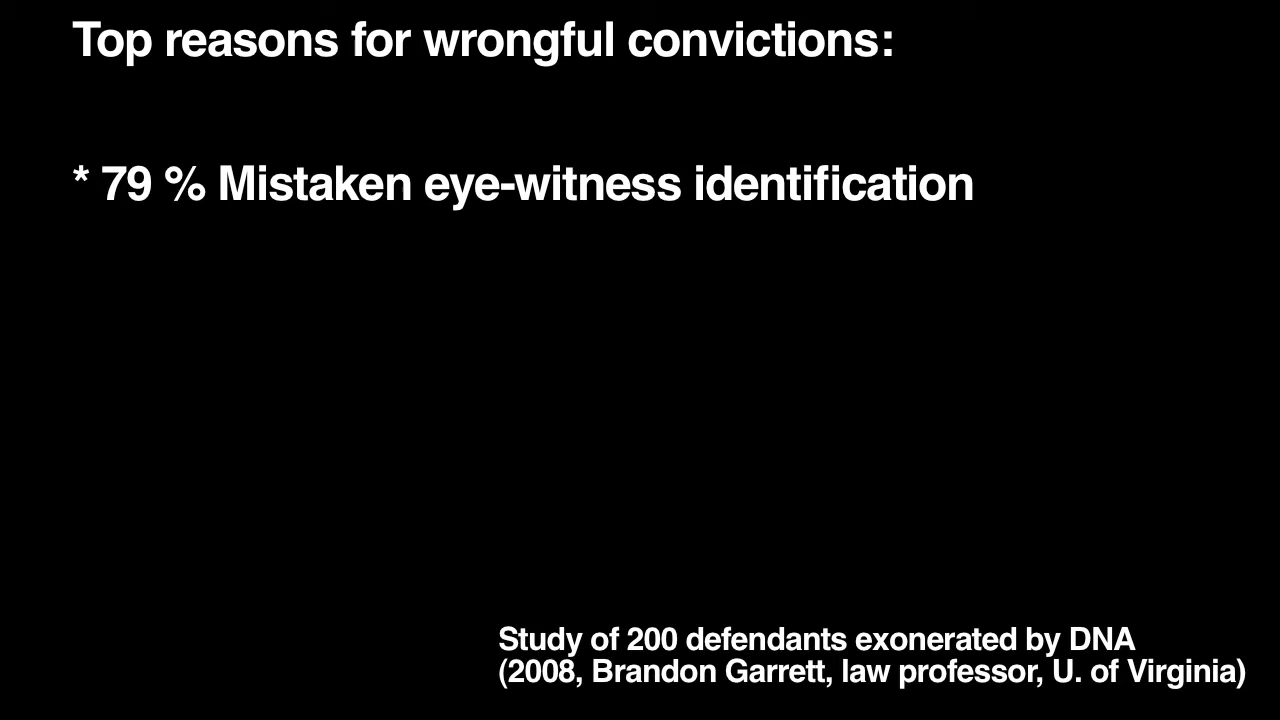 Top reasons for wrongful convictions:
* 79 % Mistaken eye-witness identification
Study of 200 defendants exonerated by DNA
(2008, Brandon Garrett, law professor, U. of Virginia)